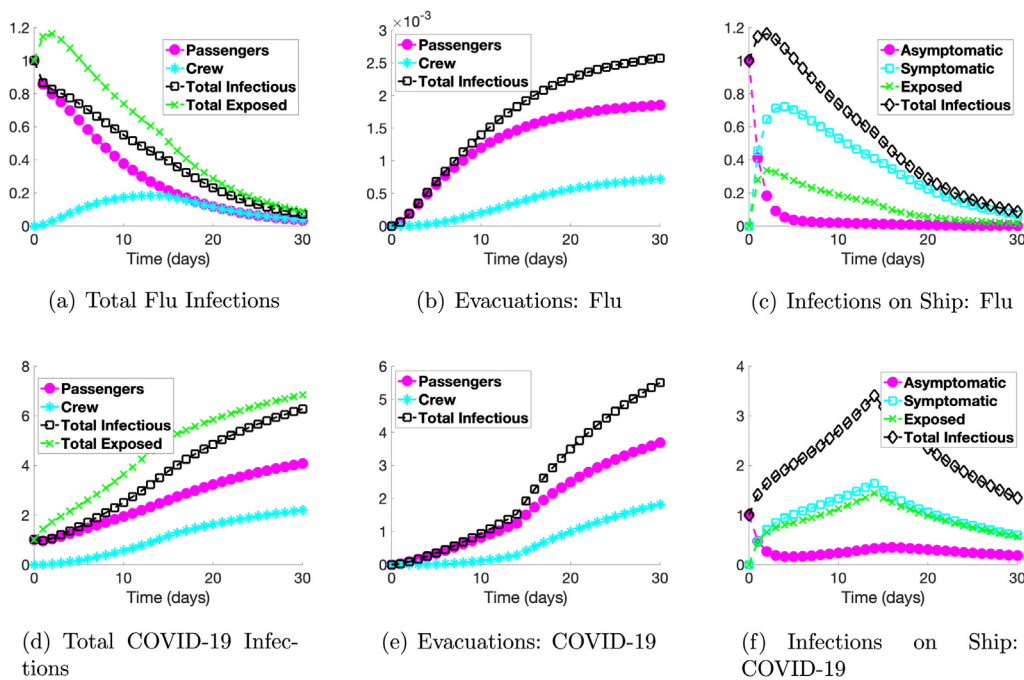 1.2
1
0.8
0.6
0.4
0.2
0
0 10 20 30
Time (days)
Passengers
Crew
Total Infectious
Total Exposed
(a) Total Flu Infections
×10⁻³
3
2.5
2
1.5
1
0.5
0
0 10 20 30
Time (days)
Passengers
Crew
Total Infectious
(b) Evacuations: Flu
1.2
1
0.8
0.6
0.4
0.2
0
0 10 20 30
Time (days)
Asymptomatic
Symptomatic
Exposed
Total Infectious
(c) Infections on Ship: Flu
8
6
4
2
0
0 10 20 30
Time (days)
Passengers
Crew
Total Infectious
Total Exposed
(d) Total COVID-19 Infec-
tions
6
5
4
3
2
1
0
0 10 20 30
Time (days)
Passengers
Crew
Total Infectious
(e) Evacuations: COVID-19
4
3
2
1
0
0 10 20 30
Time (days)
Asymptomatic
Symptomatic
Exposed
Total Infectious
(f) Infections on Ship:
COVID-19